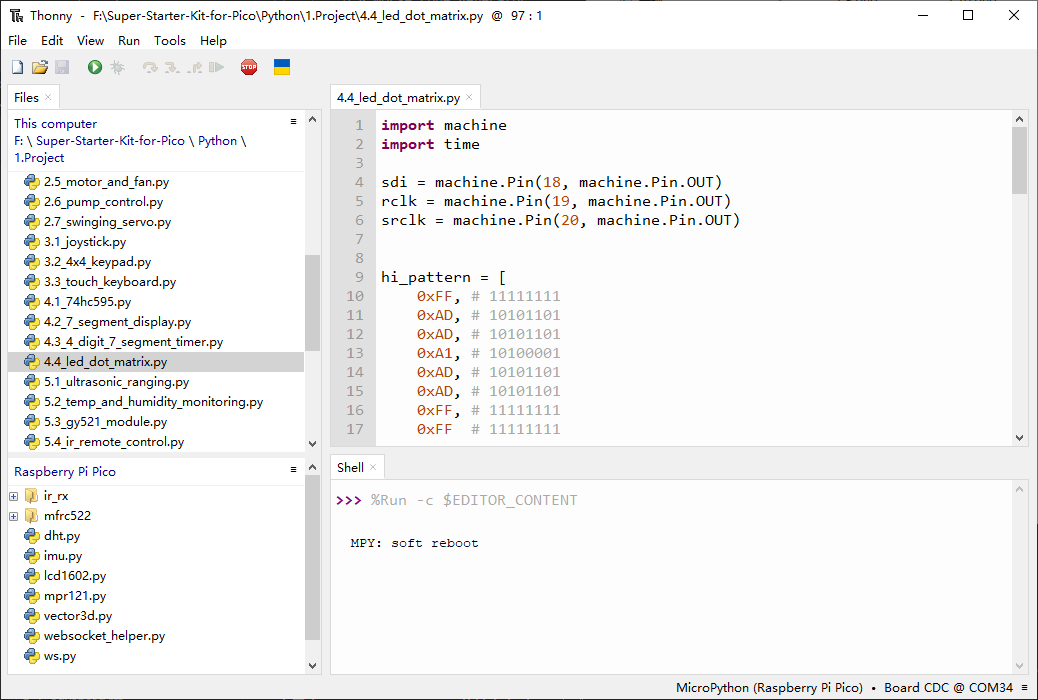 Thonny - F:\Super-Starter-Kit-for-Pico\Python\1.Project\4.4_led_dot_matrix.py @ 97 : 1
File Edit View Run Tools Help
STOP
Files ×
This computer
F: \ Super-Starter-Kit-for-Pico \ Python \
1.Project
2.5_motor_and_fan.py
2.6_pump_control.py
2.7_swinging_servo.py
3.1_joystick.py
3.2_4x4_keypad.py
3.3_touch_keyboard.py
4.1_74hc595.py
4.2_7_segment_display.py
4.3_4_digit_7_segment_timer.py
4.4_led_dot_matrix.py
5.1_ultrasonic_ranging.py
5.2_temp_and_humidity_monitoring.py
5.3_gy521_module.py
5.4_ir_remote_control.py
Raspberry Pi Pico
ir_rx
mfrc522
dht.py
imu.py
lcd1602.py
mpr121.py
vector3d.py
websocket_helper.py
ws.py
4.4_led_dot_matrix.py ×
1 import machine
2 import time
3
4 sdi = machine.Pin(18, machine.Pin.OUT)
5 rclk = machine.Pin(19, machine.Pin.OUT)
6 srclk = machine.Pin(20, machine.Pin.OUT)
7
8
9 hi_pattern = [
10 0xFF, # 11111111
11 0xAD, # 10101101
12 0xAD, # 10101101
13 0xA1, # 10100001
14 0xAD, # 10101101
15 0xAD, # 10101101
16 0xFF, # 11111111
17 0xFF # 11111111
Shell ×
>>> %Run -c $EDITOR_CONTENT
MPY: soft reboot
MicroPython (Raspberry Pi Pico) • Board CDC @ COM34 ≡